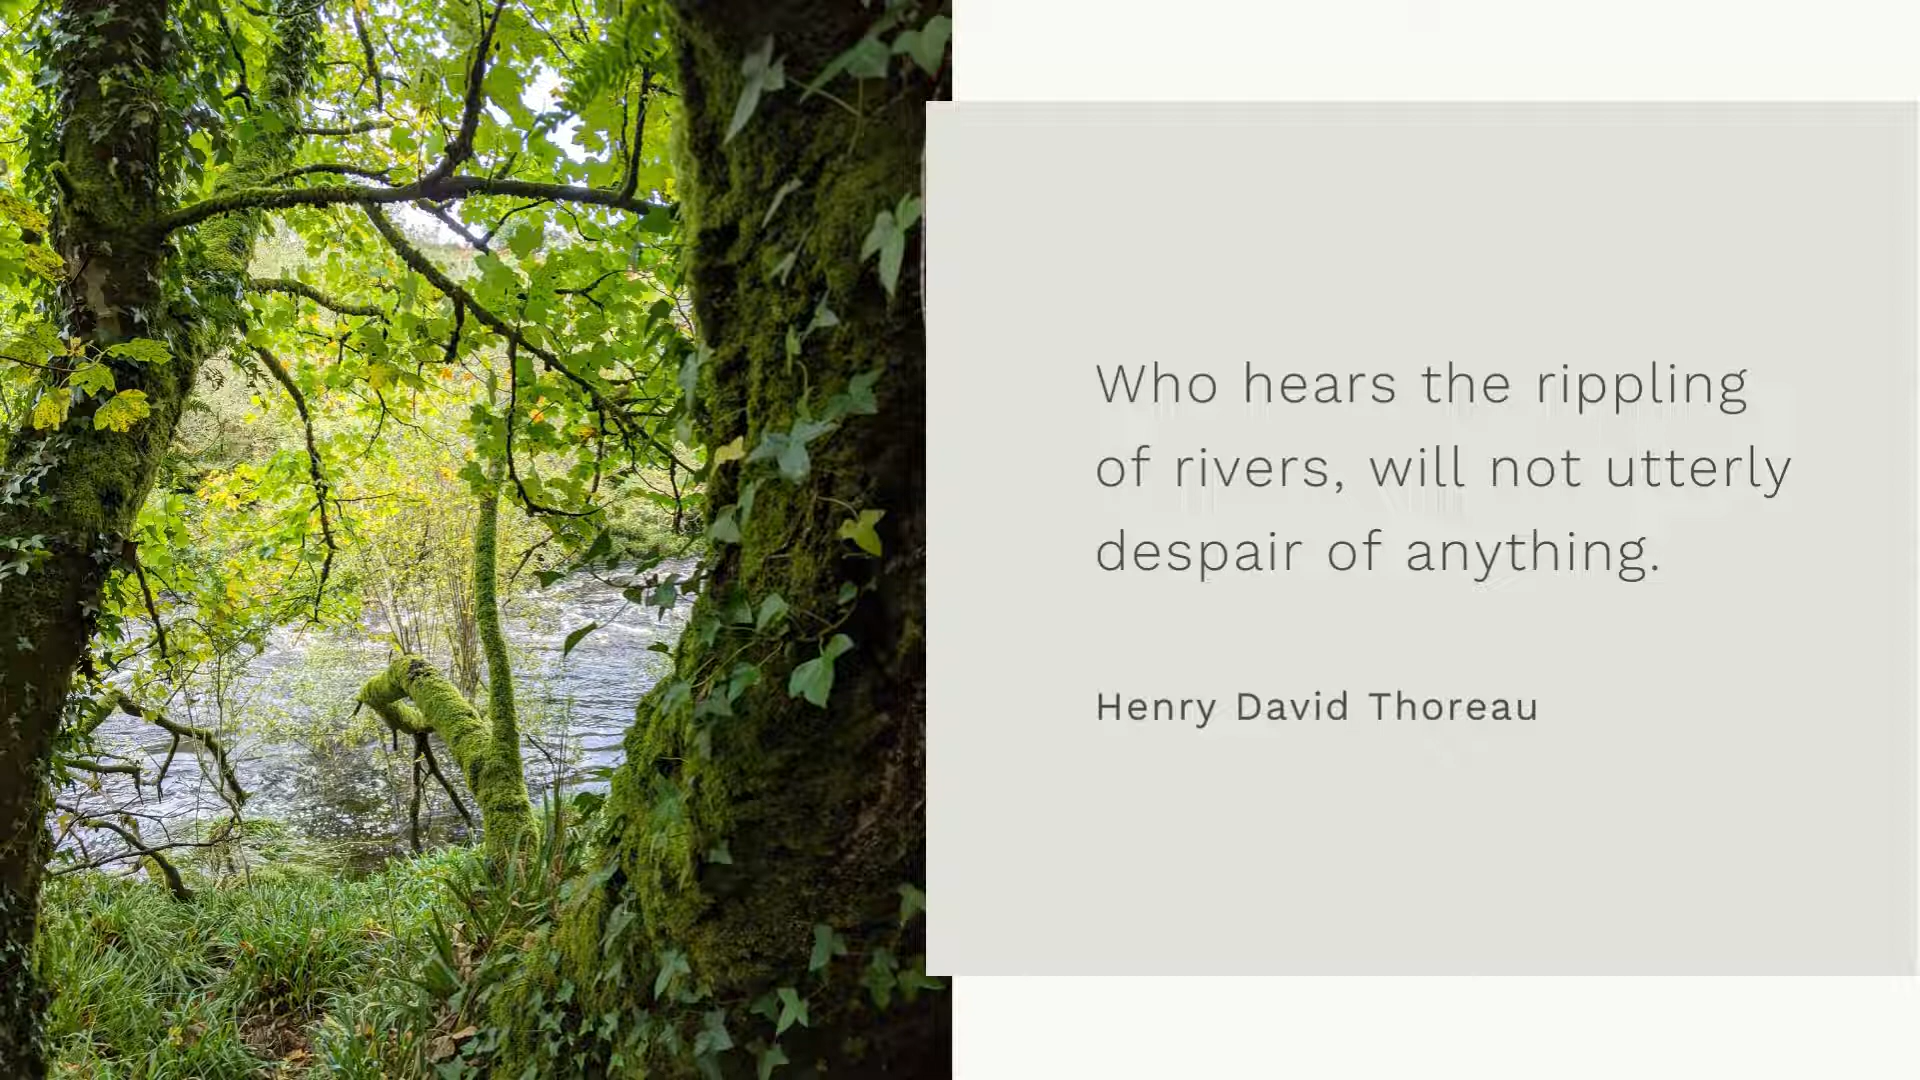 Who hears the rippling
of rivers, will not utterly
despair of anything.
Henry David Thoreau